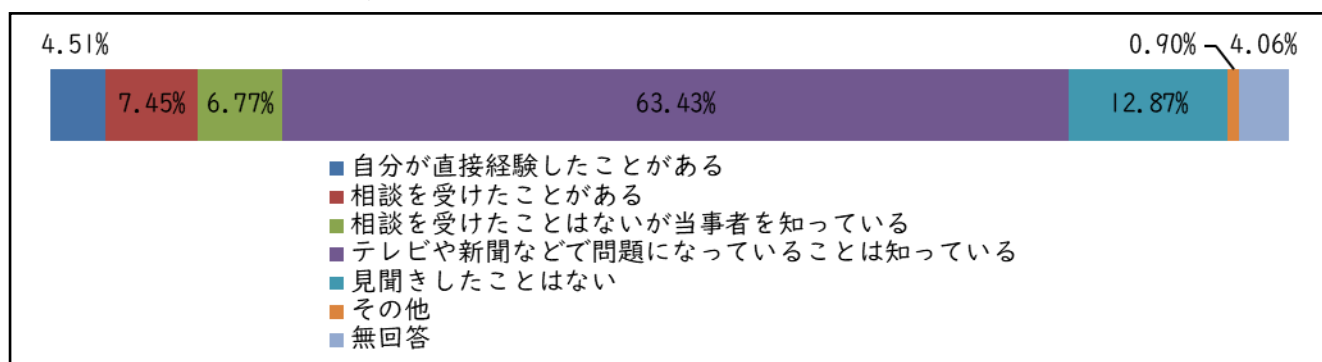 4.51% 0.90% 4.06%
7.45% 6.77% 63.43% 12.87%
自分が直接経験したことがある
相談を受けたことがある
相談を受けたことはないが当事者を知っている
テレビや新聞などで問題になっていることは知っている
見聞きしたことはない
その他
無回答